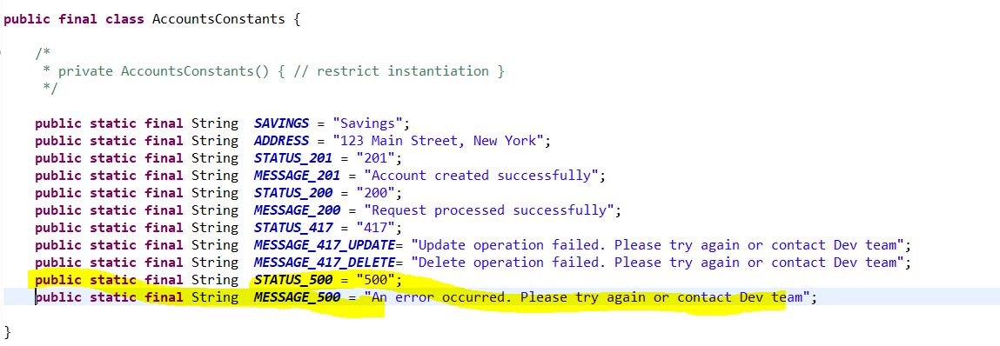 public final class AccountsConstants {
/*
* private AccountsConstants() { // restrict instantiation }
*/
public static final String  SAVINGS = "Savings";
public static final String  ADDRESS = "123 Main Street, New York";
public static final String  STATUS_201 = "201";
public static final String  MESSAGE_201 = "Account created successfully";
public static final String  STATUS_200 = "200";
public static final String  MESSAGE_200 = "Request processed successfully";
public static final String  STATUS_417 = "417";
public static final String  MESSAGE_417_UPDATE= "Update operation failed. Please try again or contact Dev team";
public static final String  MESSAGE_417_DELETE= "Delete operation failed. Please try again or contact Dev team";
public static final String  STATUS_500 = "500";
public static final String  MESSAGE_500 = "An error occurred. Please try again or contact Dev team";
}